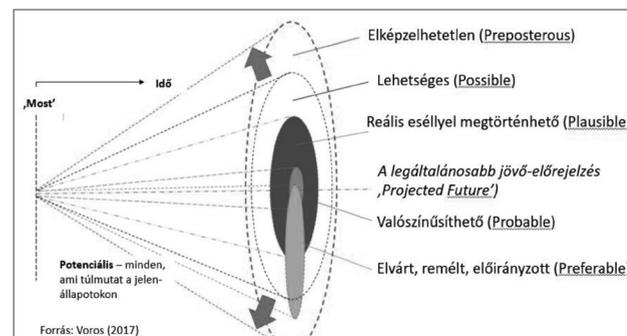 Elképzelhetetlen (Preposterous)
Idő
Lehetséges (Possible)
‚Most’
Reális eséllyel megtörténhető (Plausible)
A legáltalánosabb jövő-előrejelzés
‚Projected Future’)
Valószínűsíthető (Probable)
Potenciális – minden,
ami túlmutat a jelen-
állapotokon
Elvárt, remélt, előirányzott (Preferable)
Forrás: Voros (2017)